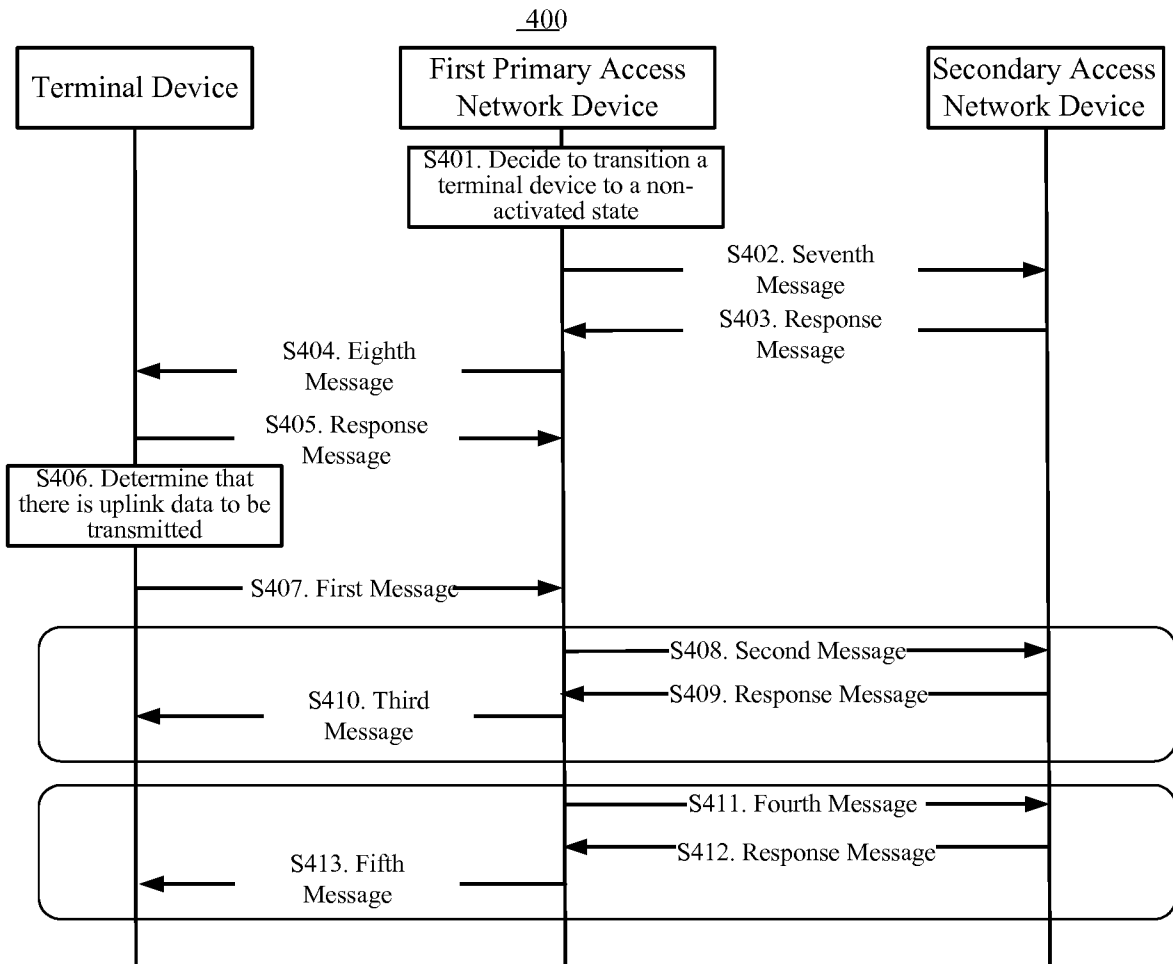 400
Terminal Device
First Primary Access
Network Device
Secondary Access
Network Device
S401. Decide to transition a
terminal device to a non-
activated state
S402. Seventh
Message
S403. Response
Message
S404. Eighth
Message
S405. Response
Message
S406. Determine that
there is uplink data to be
transmitted
S407. First Message
S408. Second Message
S409. Response Message
S410. Third
Message
S411. Fourth Message
S412. Response Message
S413. Fifth
Message